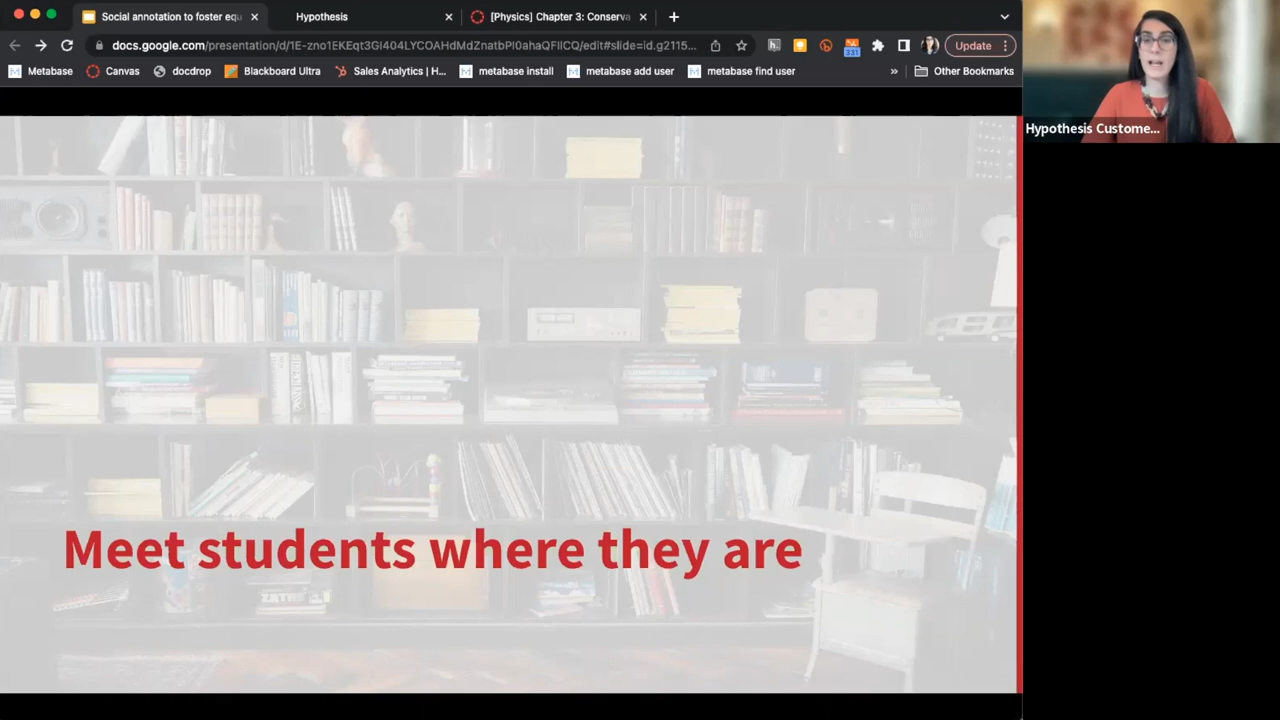 Social annotation to foster equ
Hypothesis
[Physics] Chapter 3: Conserva
docs.google.com/presentation/d/1E-zno1EKEqt3Gl404LYCOAHdMdZnatbPl0ahaQFIlCQ/edit#slide=id.g2115...
331
Update
Metabase
Canvas
docdrop
Blackboard Ultra
Sales Analytics | H...
metabase install
metabase add user
metabase find user
»
Other Bookmarks
Hypothesis Custome...
Meet students where they are